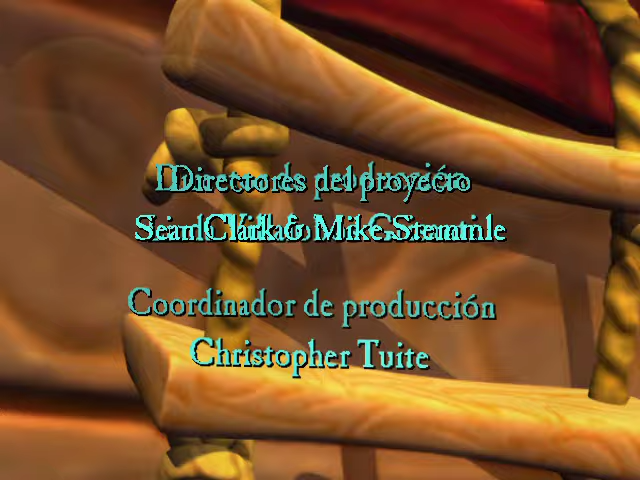 Directores del proyecto
Sean Clark & Mike Stemmle
Coordinador de producción
Christopher Tuite